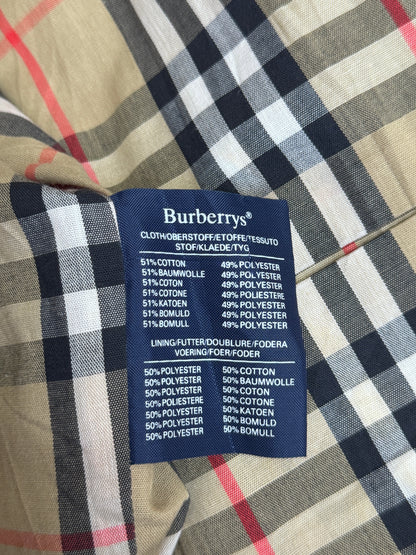 Burberrys®
CLOTH/OBERSTOFF/ETOFFE/TESSUTO
STOF/KLAEDE/TYG
51% COTTON 49% POLYESTER
51% BAUMWOLLE 49% POLYESTER
51% COTON 49% POLYESTER
51% COTONE 49% POLIESTERE
51% KATOEN 49% POLYESTER
51% BOMULD 49% POLYESTER
51% BOMULL 49% POLYESTER
LINING/FUTTER/DOUBLURE/FODERA
VOERING/FOER/FODER
50% POLYESTER 50% COTTON
50% POLYESTER 50% BAUMWOLLE
50% POLYESTER 50% COTON
50% POLIESTERE 50% COTONE
50% POLYESTER 50% KATOEN
50% POLYESTER 50% BOMULD
50% POLYESTER 50% BOMULL